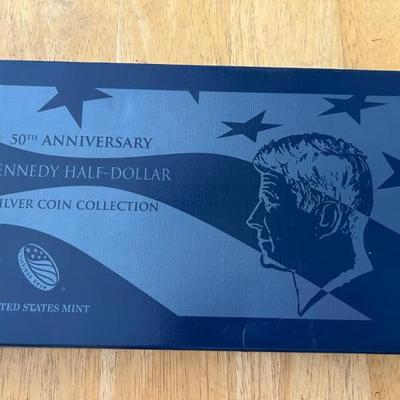 50TH ANNIVERSARY
ENNEDY HALF-DOLLAR
ILVER COIN COLLECTION
ITED STATES MINT